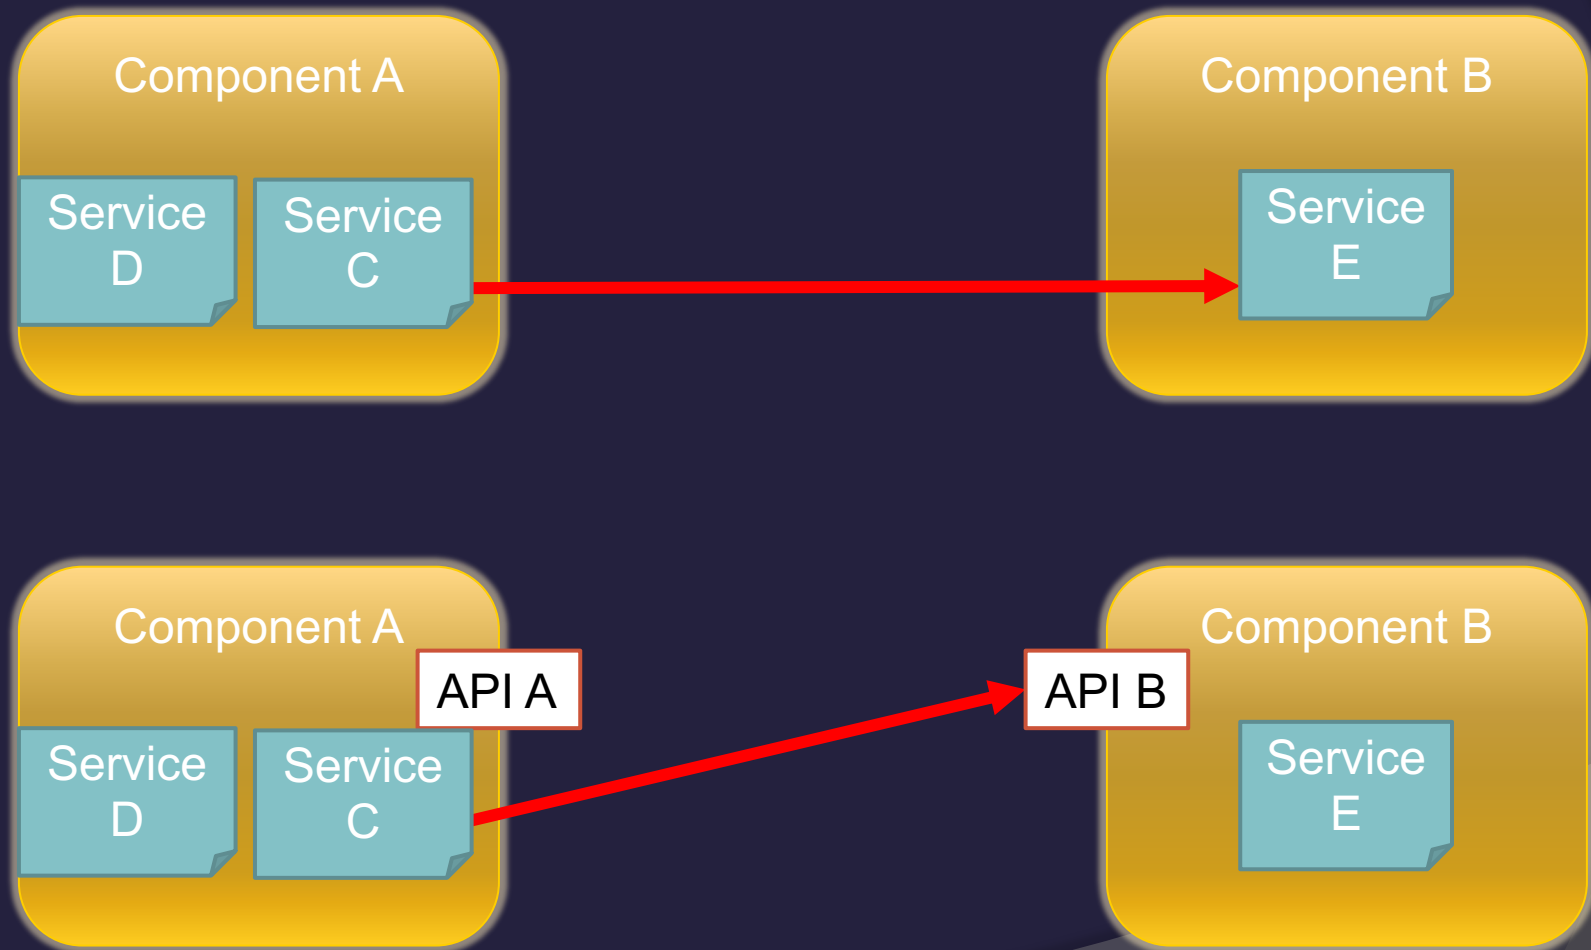 Component A
Component B
Service
D
Service
C
Service
E
Component A
Component B
API A
API B
Service
D
Service
C
Service
E